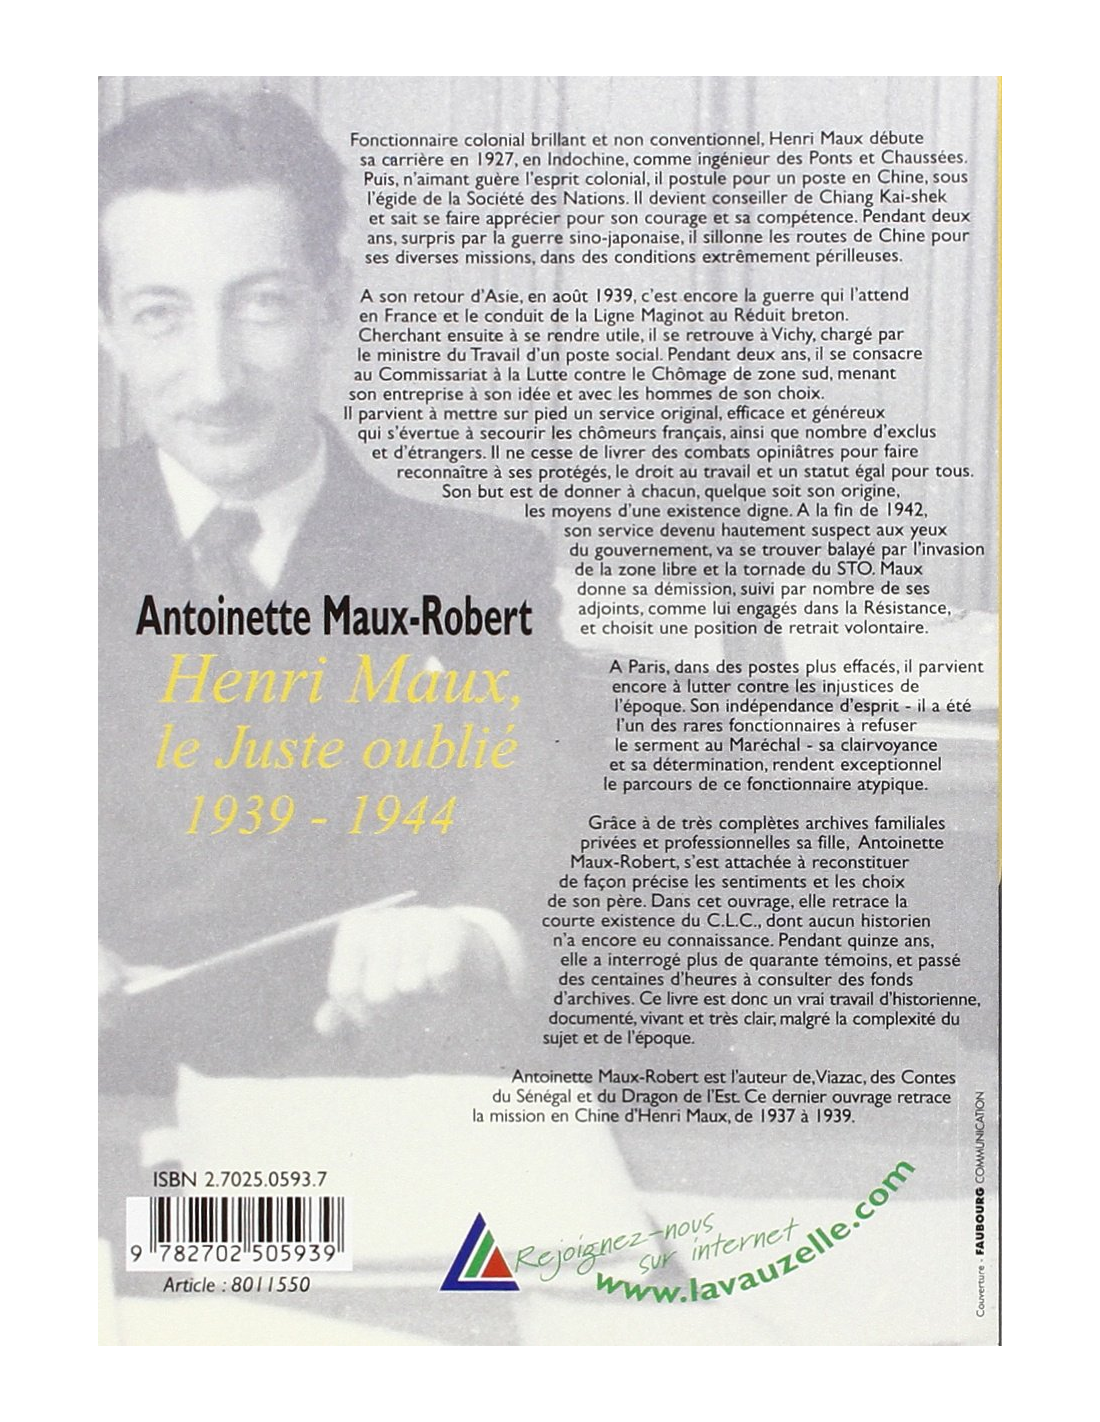 Fonctionnaire colonial brillant et non conventionnel, Henri Maux débute
sa carrière en 1927, en Indochine, comme ingénieur des Ponts et Chaussées.
Puis, n'aimant guère l'esprit colonial, il postule pour un poste en Chine, sous
l'égide de la Société des Nations. Il devient conseiller de Chiang Kai-shek
et sait se faire apprécier pour son courage et sa compétence. Pendant deux
ans, surpris par la guerre sino-japonaise, il sillonne les routes de Chine pour
ses diverses missions, dans des conditions extrêmement périlleuses.
A son retour d'Asie, en août 1939, c'est encore la guerre qui l'attend
en France et le conduit de la Ligne Maginot au Réduit breton.
Cherchant ensuite à se rendre utile, il se retrouve à Vichy, chargé par
le ministre du Travail d'un poste social. Pendant deux ans, il se consacre
au Commissariat à la Lutte contre le Chômage de zone sud, menant
son entreprise à son idée et avec les hommes de son choix.
Il parvient à mettre sur pied un service original, efficace et généreux
qui s'évertue à secourir les chômeurs français, ainsi que nombre d'exclus
et d'étrangers. Il ne cesse de livrer des combats opiniâtres pour faire
reconnaître à ses protégés, le droit au travail et un statut égal pour tous.
Son but est de donner à chacun, quelque soit son origine,
les moyens d'une existence digne. A la fin de 1942,
son service devenu hautement suspect aux yeux
du gouvernement, va se trouver balayé par l'invasion
de la zone libre et la tornade du STO. Maux
donne sa démission, suivi par nombre de ses
adjoints, comme lui engagés dans la Résistance,
et choisit une position de retrait volontaire.
Antoinette Maux-Robert
Henri Maux,
le Juste oublié
1939 - 1944
A Paris, dans des postes plus effacés, il parvient
encore à lutter contre les injustices de
l'époque. Son indépendance d'esprit - il a été
l'un des rares fonctionnaires à refuser
le serment au Maréchal - sa clairvoyance
et sa détermination, rendent exceptionnel
le parcours de ce fonctionnaire atypique.
Grâce à de très complètes archives familiales
privées et professionnelles sa fille, Antoinette
Maux-Robert, s'est attachée à reconstituer
de façon précise les sentiments et les choix
de son père. Dans cet ouvrage, elle retrace la
courte existence du C.L.C., dont aucun historien
n'a encore eu connaissance. Pendant quinze ans,
elle a interrogé plus de quarante témoins, et passé
des centaines d'heures à consulter des fonds
d'archives. Ce livre est donc un vrai travail d'historienne,
documenté, vivant et très clair, malgré la complexité du
sujet et de l'époque.
Antoinette Maux-Robert est l'auteur de, Viazac, des Contes
du Sénégal et du Dragon de l'Est. Ce dernier ouvrage retrace
la mission en Chine d'Henri Maux, de 1937 à 1939.
ISBN 2.7025.0593.7
9 782702 505939
Article : 8011550
Rejoignez-nous
sur internet
www.lavauzelle.com
Couverture - FAUBOURG COMMUNICATION